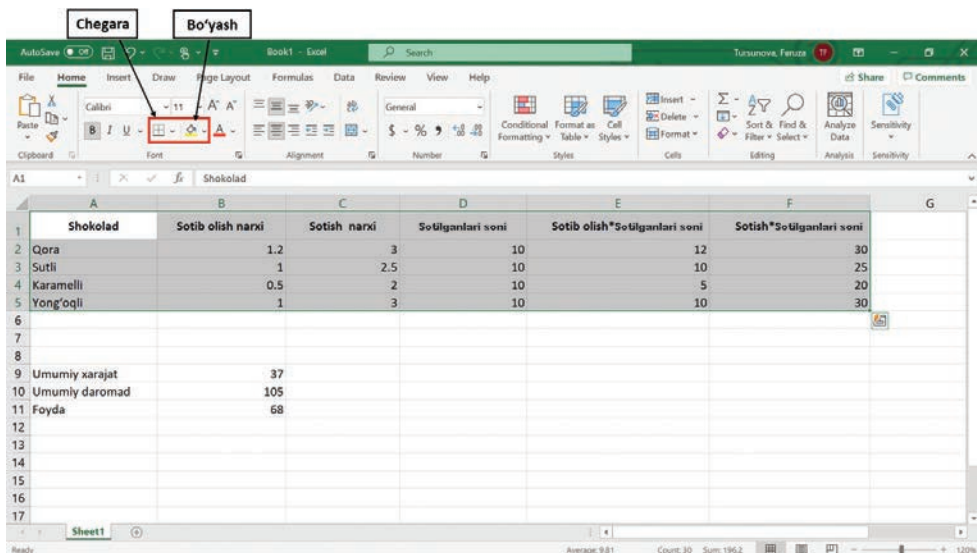 Chegara Bo‘yash
AutoSave Off Book1 - Excel Search Tursunova, Feruza TF
File Home Insert Draw Page Layout Formulas Data Review View Help Share Comments
Paste Calibri 11 A A General Conditional Formatting Format as Table Cell Styles Insert Delete Format Sort & Filter Find & Select Analyze Data Sensitivity
B I U A $ % 9
Clipboard Font Alignment Number Styles Cells Editing Analysis Sensitivity
A1 fx Shokolad
A B C D E F G
1 Shokolad Sotib olish narxi Sotish narxi Sotilganlari soni Sotib olish*Sotilganlari soni Sotish*Sotilganlari soni
2 Qora 1.2 3 10 12 30
3 Sutli 1 2.5 10 10 25
4 Karamelli 0.5 2 10 5 20
5 Yong‘oqli 1 3 10 10 30
6
7
8
9 Umumiy xarajat 37
10 Umumiy daromad 105
11 Foyda 68
12
13
14
15
16
17
Sheet1
Ready Average: 9.81 Count: 30 Sum: 196.2 120%